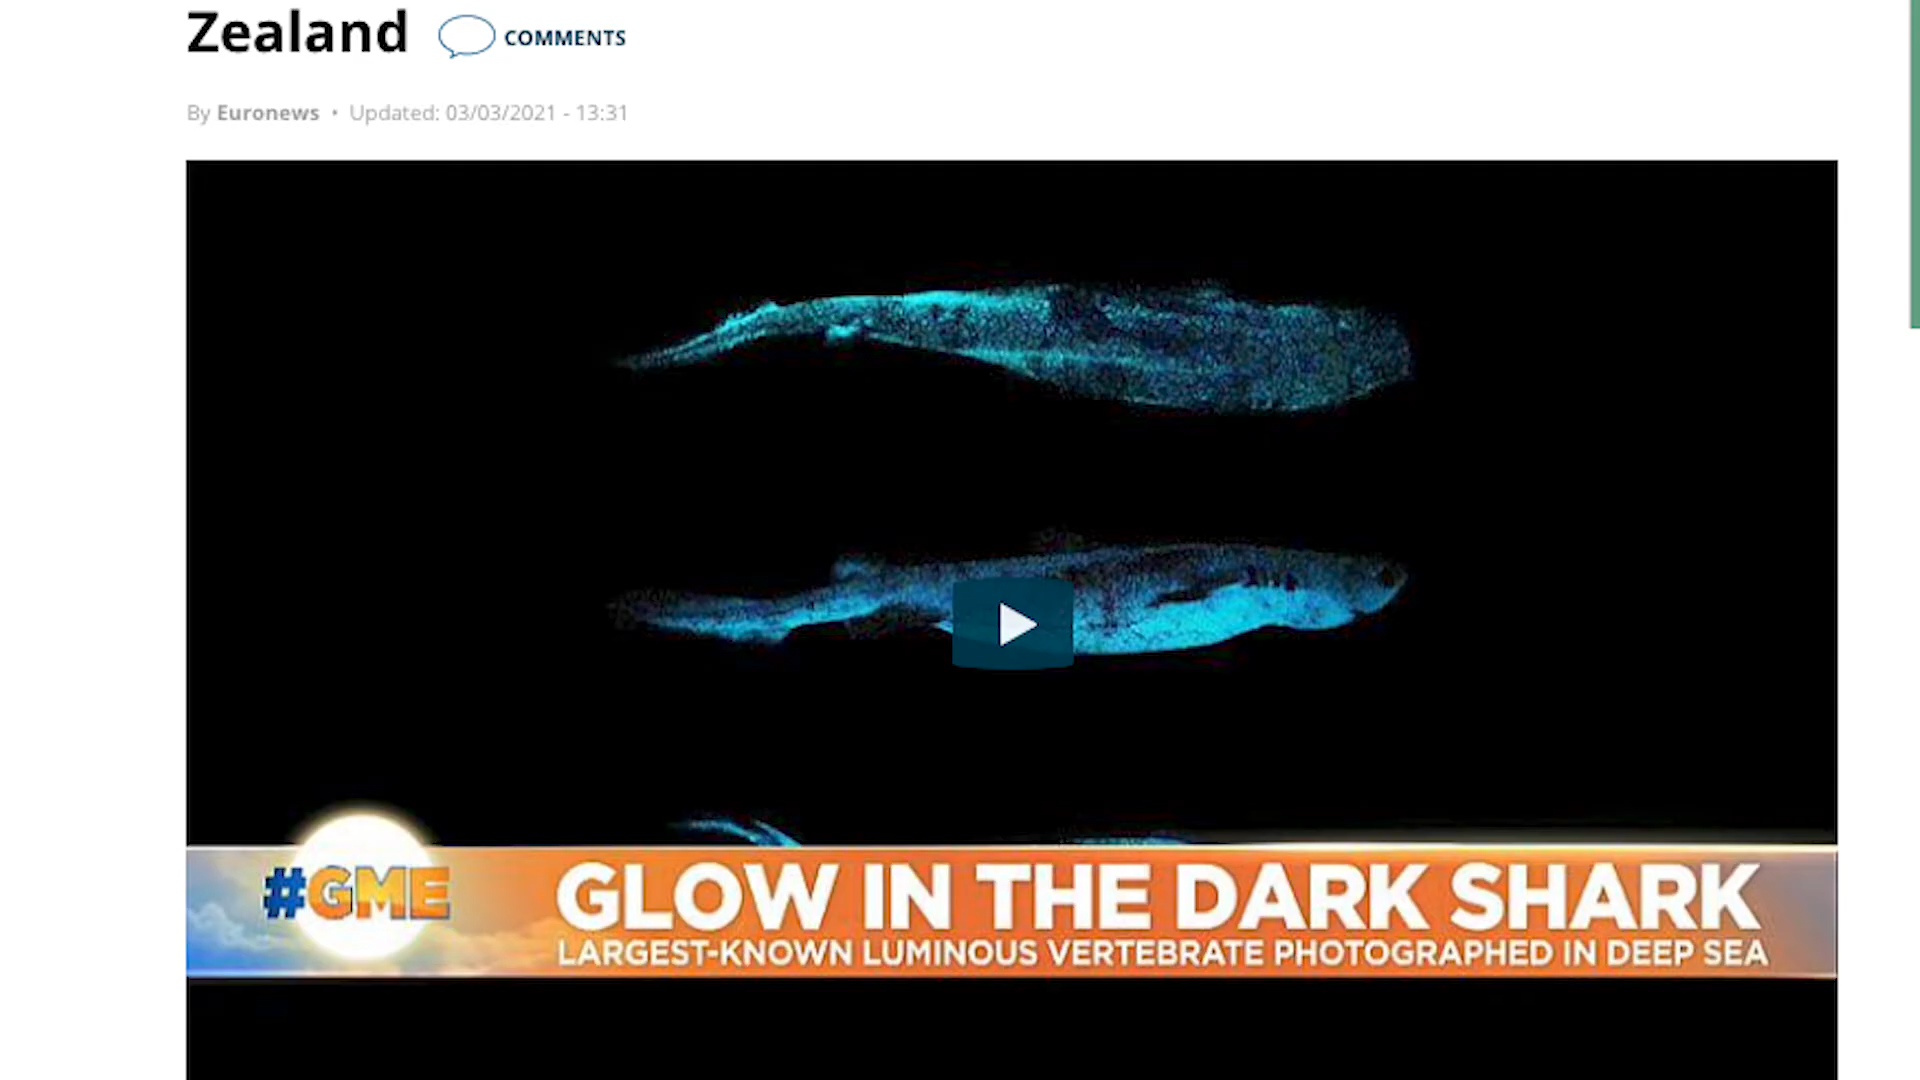 Zealand COMMENTS
By Euronews • Updated: 03/03/2021 - 13:31
#GME
GLOW IN THE DARK SHARK
LARGEST-KNOWN LUMINOUS VERTEBRATE PHOTOGRAPHED IN DEEP SEA